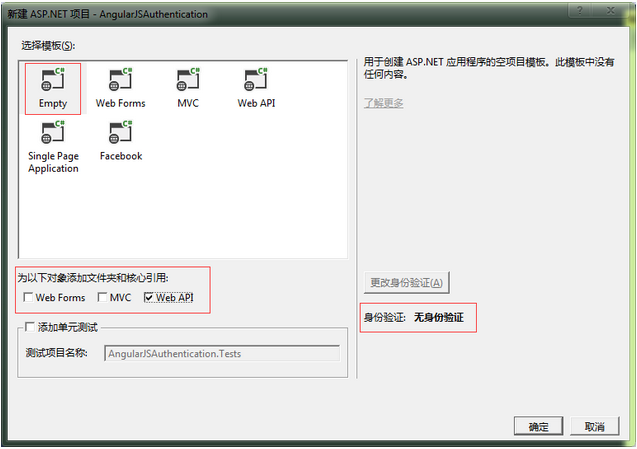 新建 ASP.NET 项目 - AngularJSAuthentication
选择模板(S):
C# C# C# C#
Empty Web Forms MVC Web API
C# C#
Single Page Application Facebook
用于创建 ASP.NET 应用程序的空项目模板。此模板中没有
任何内容。
了解更多
为以下对象添加文件夹和核心引用:
Web Forms MVC Web API
更改身份验证(A)
身份验证: 无身份验证
添加单元测试
测试项目名称: AngularJSAuthentication.Tests
确定 取消